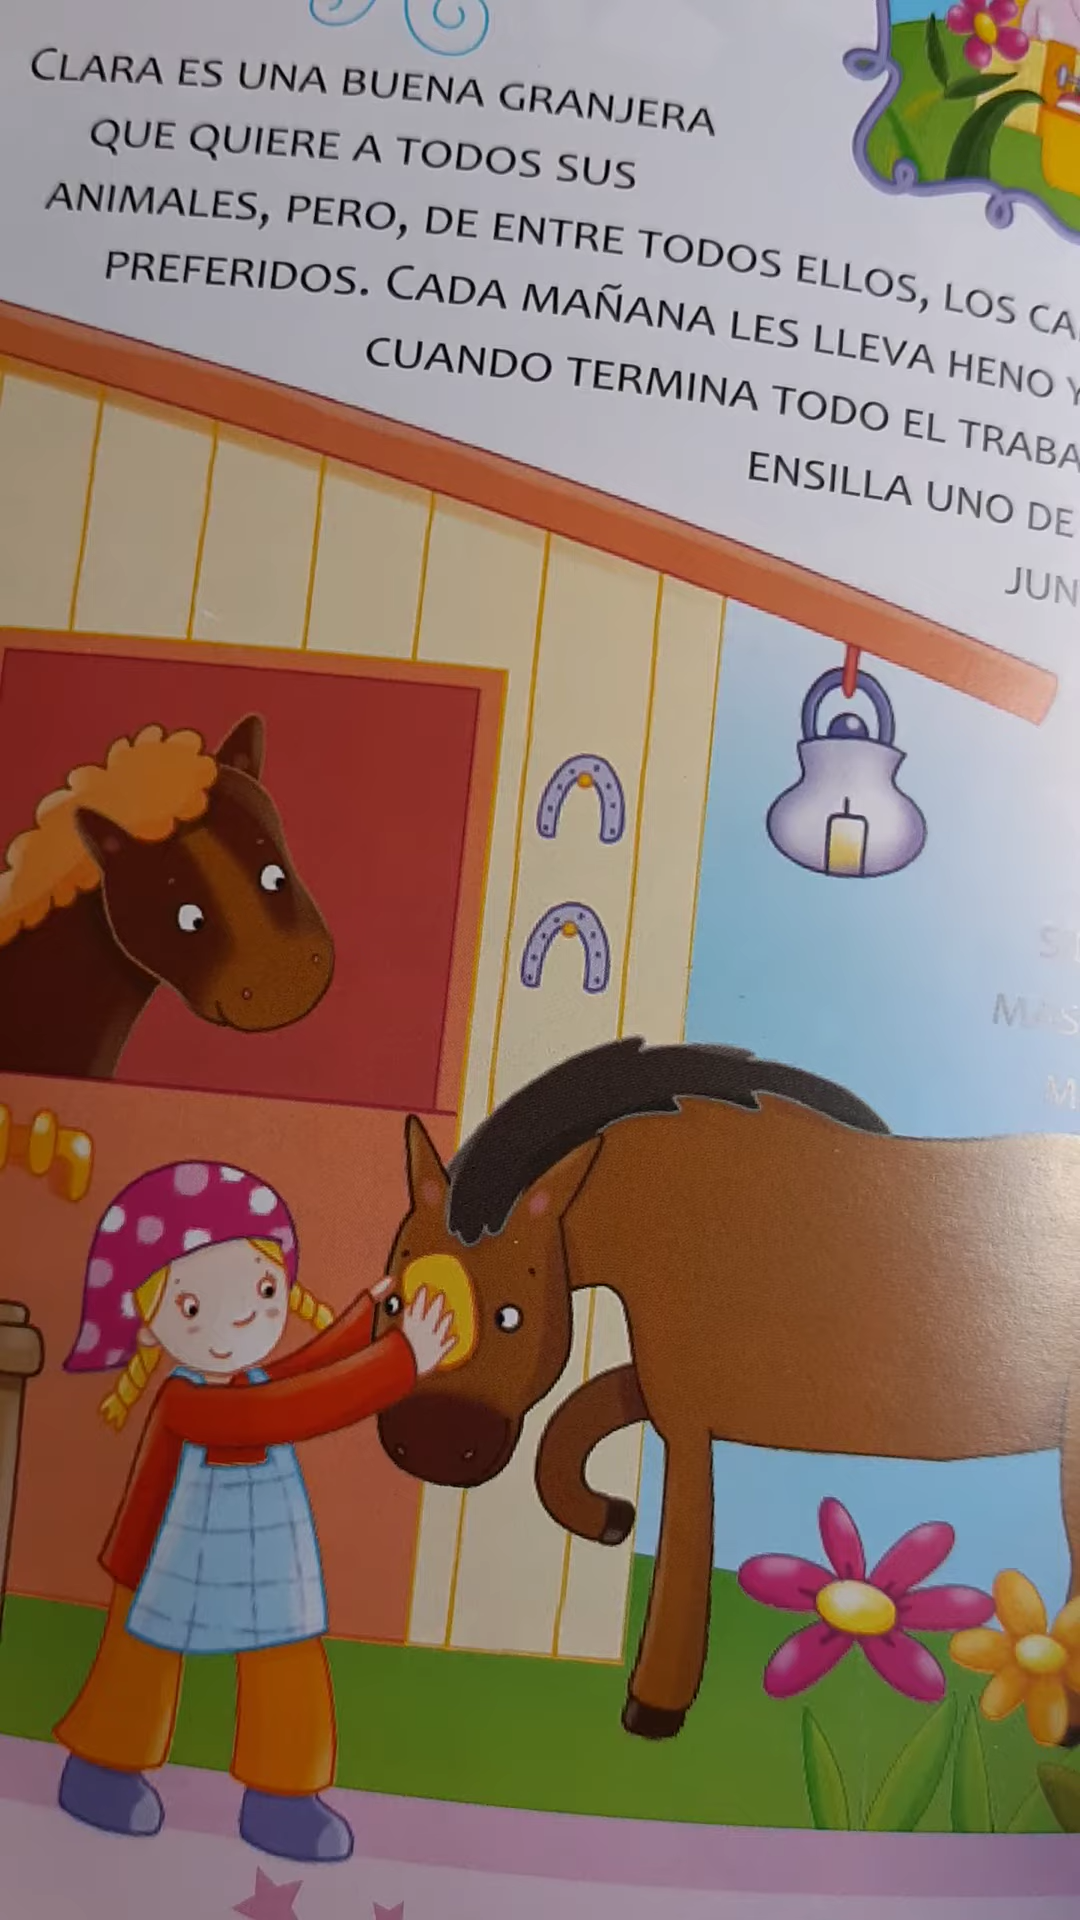 CLARA ES UNA BUENA GRANJERA
QUE QUIERE A TODOS SUS
ANIMALES, PERO, DE ENTRE TODOS ELLOS, LOS
PREFERIDOS. CADA MAÑANA LES LLEVA HENO Y
CUANDO TERMINA TODO EL
ENSILLA UNO DE